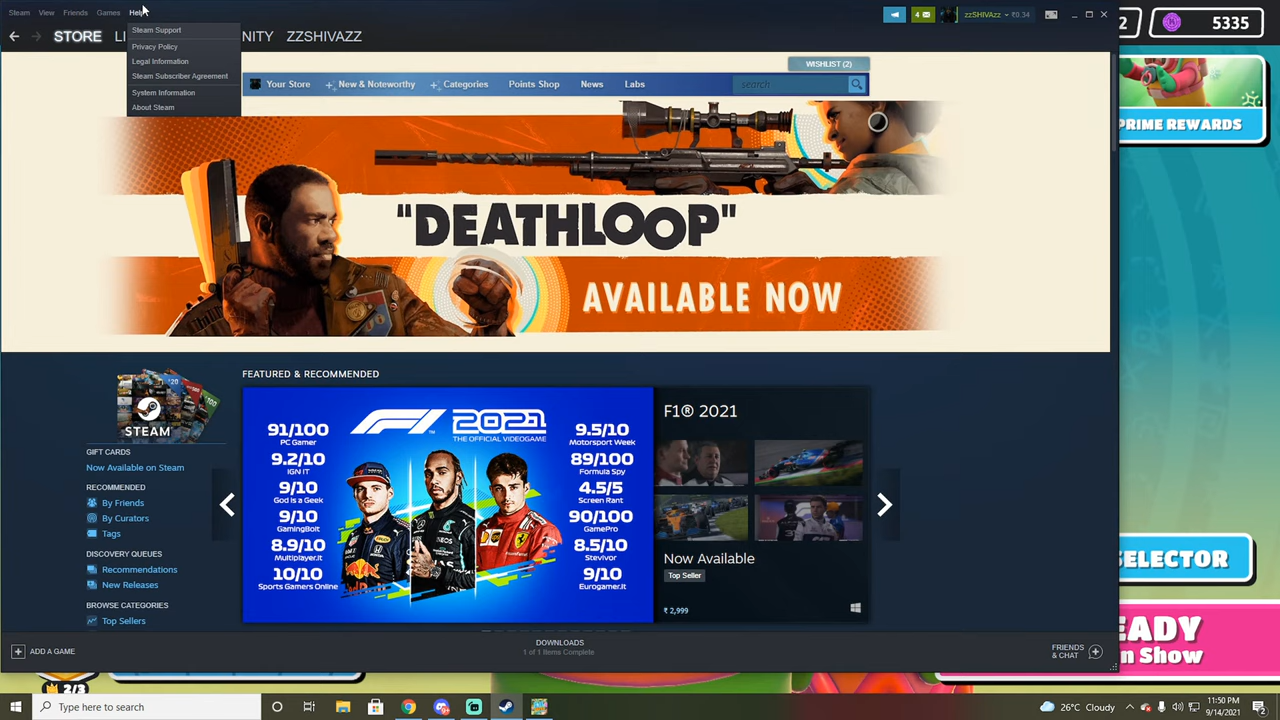 Steam View Friends Games Help
4 zzSHIVAzz ₹0.34
2 5335
STORE LI NITY ZZSHIVAZZ
Steam Support
Privacy Policy
Legal Information
Steam Subscriber Agreement
System Information
About Steam
WISHLIST (2)
Your Store New & Noteworthy Categories Points Shop News Labs search
PRIME REWARDS
"DEATHLOOP"
AVAILABLE NOW
FEATURED & RECOMMENDED
STEAM
GIFT CARDS
Now Available on Steam
RECOMMENDED
By Friends
By Curators
Tags
DISCOVERY QUEUES
Recommendations
New Releases
BROWSE CATEGORIES
Top Sellers
91/100
PC Gamer
9.2/10
IGN IT
9/10
God Is a Geek
9/10
GamingBolt
8.9/10
Multiplayer.it
10/10
Sports Gamers Online
F1 2021
THE OFFICIAL VIDEOGAME
9.5/10
Motorsport Week
89/100
Formula Spy
4.5/5
Screen Rant
90/100
GamePro
8.5/10
Stevivor
9/10
Eurogamer.it
F1® 2021
Now Available
Top Seller
₹ 2,999
SELECTOR
EADY
n Show
ADD A GAME
DOWNLOADS
1 of 1 Items Complete
FRIENDS
& CHAT
2/3
Type here to search
26°C Cloudy
11:50 PM
9/14/2021
2